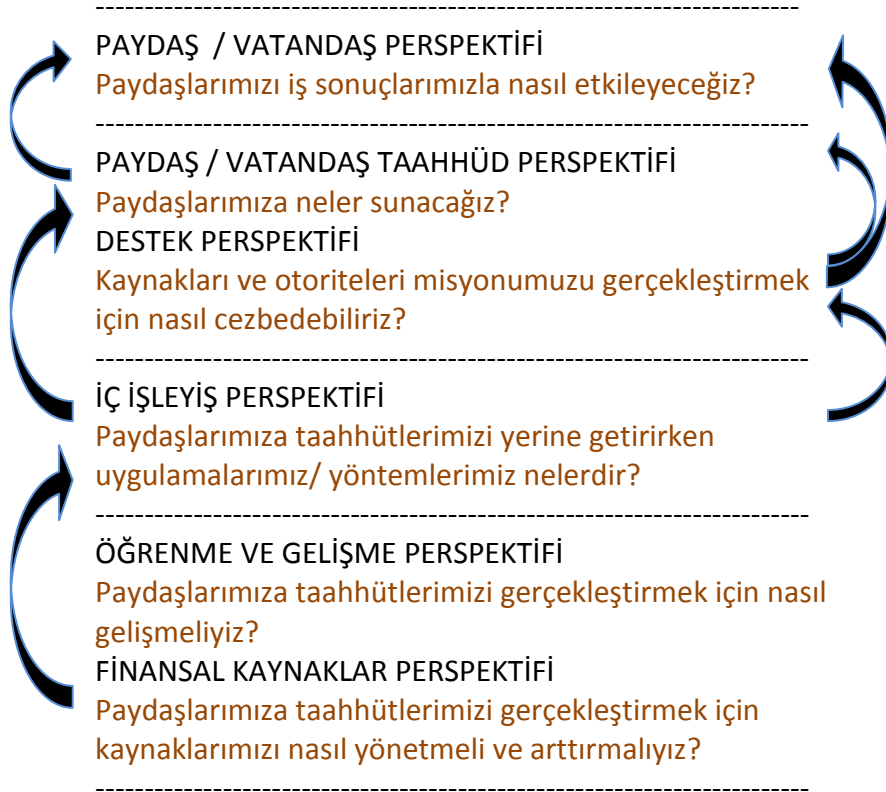 ------------------------------------------------------------------------
PAYDAŞ / VATANDAŞ PERSPEKTİFİ
Paydaşlarımızı iş sonuçlarımızla nasıl etkileyeceğiz?
-------------------------------------------------------------------------
PAYDAŞ / VATANDAŞ TAAHHÜD PERSPEKTİFİ
Paydaşlarımıza neler sunacağız?
DESTEK PERSPEKTİFİ
Kaynakları ve otoriteleri misyonumuzu gerçekleştirmek
için nasıl cezbedebiliriz?
-------------------------------------------------------------------------
İÇ İŞLEYİŞ PERSPEKTİFİ
Paydaşlarımıza taahhütlerimizi yerine getirirken
uygulamalarımız/ yöntemlerimiz nelerdir?
-------------------------------------------------------------------------
ÖĞRENME VE GELİŞME PERSPEKTİFİ
Paydaşlarımıza taahhütlerimizi gerçekleştirmek için nasıl
gelişmeliyiz?
FİNANSAL KAYNAKLAR PERSPEKTİFİ
Paydaşlarımıza taahhütlerimizi gerçekleştirmek için
kaynaklarımızı nasıl yönetmeli ve arttırmalıyız?
-------------------------------------------------------------------------